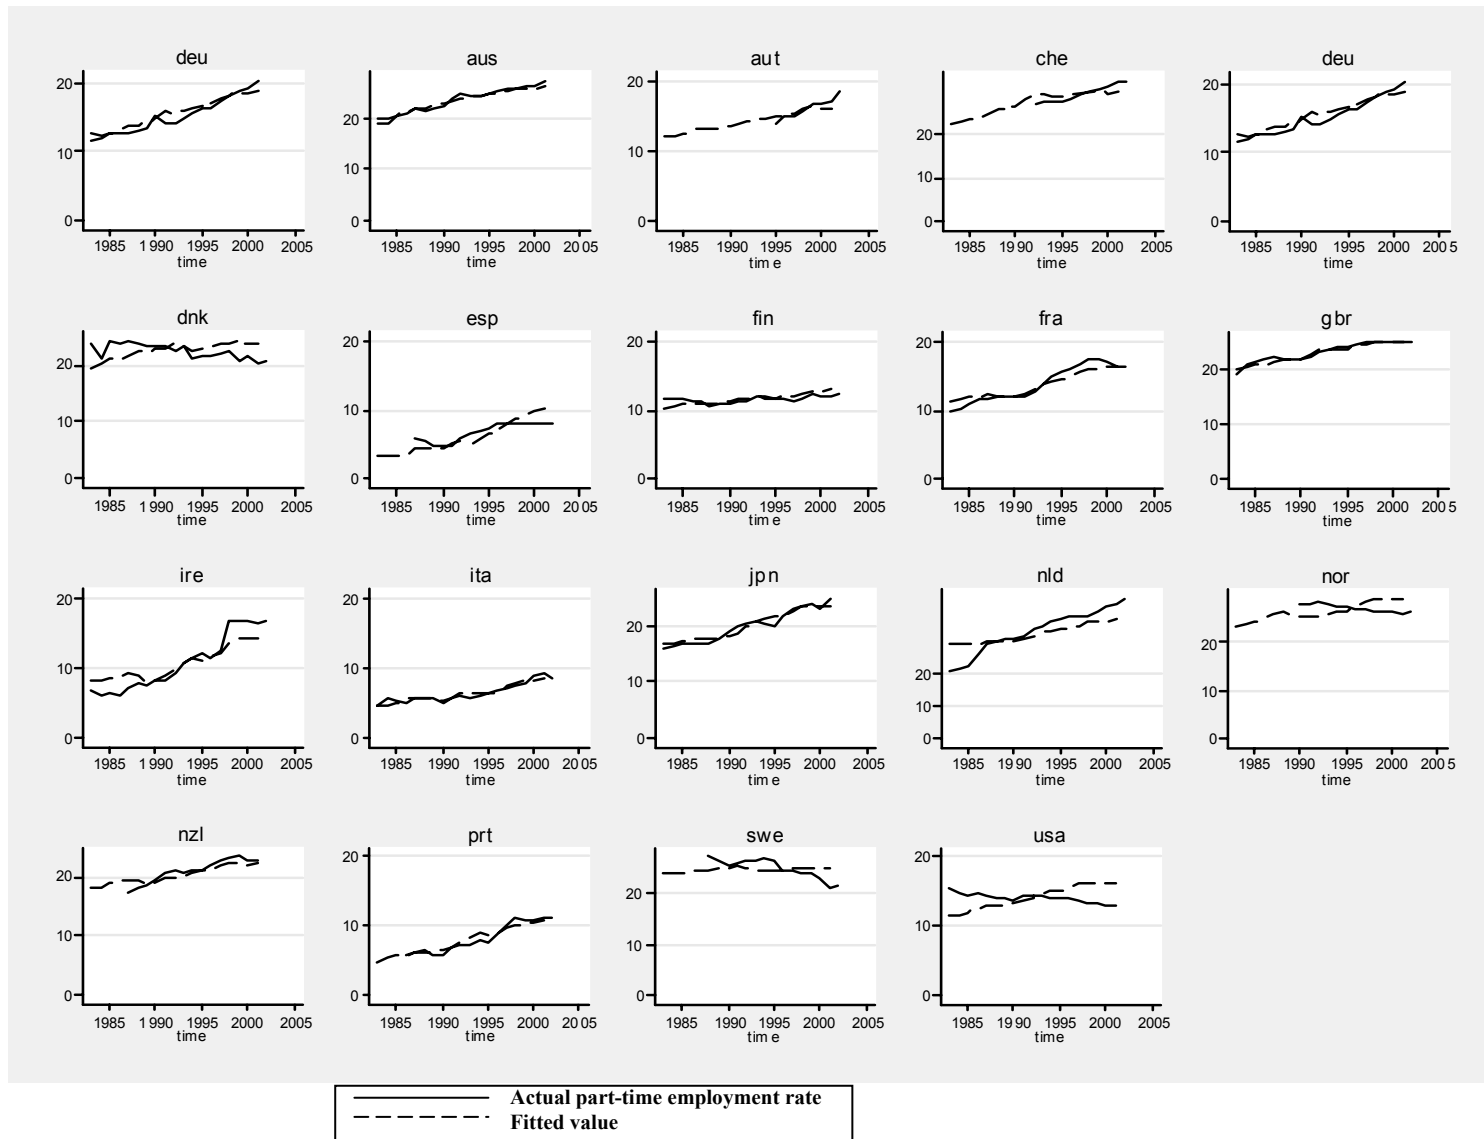 deu aus aut che deu
20 20 20 20 20
10 10 10 10 10
0 0 0 0 0
1985 1990 1995 2000 2005 1985 1990 1995 2000 2005 1985 1990 1995 2000 2005 1985 1990 1995 2000 2005 1985 1990 1995 2000 2005
time time time time time
dnk esp fin fra gbr
20 20 20 20 20
10 10 10 10 10
0 0 0 0 0
1985 1990 1995 2000 2005 1985 1990 1995 2000 2005 1985 1990 1995 2000 2005 1985 1990 1995 2000 2005 1985 1990 1995 2000 2005
time time time time time
ire ita jpn nld nor
20 20 20 20 20
10 10 10 10 10
0 0 0 0 0
1985 1990 1995 2000 2005 1985 1990 1995 2000 2005 1985 1990 1995 2000 2005 1985 1990 1995 2000 2005 1985 1990 1995 2000 2005
time time time time time
nzl prt swe usa
20 20 20 20
10 10 10 10
0 0 0 0
1985 1990 1995 2000 2005 1985 1990 1995 2000 2005 1985 1990 1995 2000 2005 1985 1990 1995 2000 2005
time time time time
Actual part-time employment rate
Fitted value